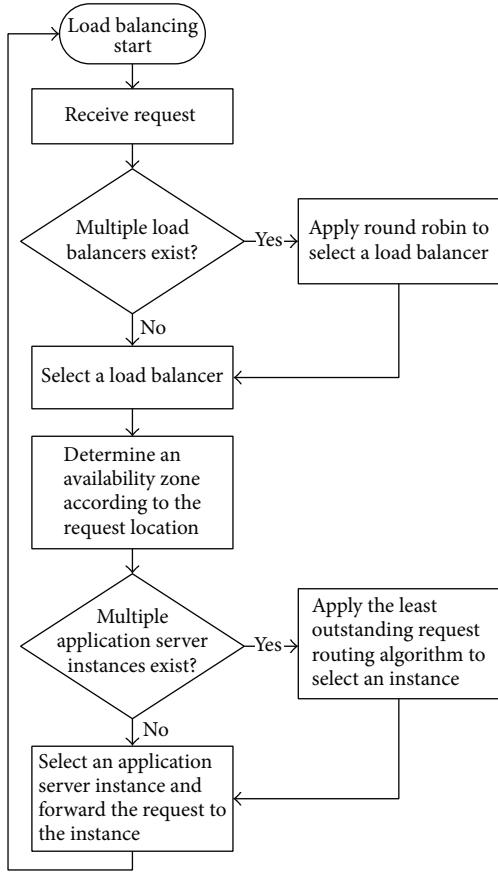 Load balancing
start
Receive request
Multiple load
balancers exist?
Yes
Apply round robin to
select a load balancer
No
Select a load balancer
Determine an
availability zone
according to the
request location
Multiple
application server
instances exist?
Yes
Apply the least
outstanding request
routing algorithm to
select an instance
No
Select an application
server instance and
forward the request to
the instance